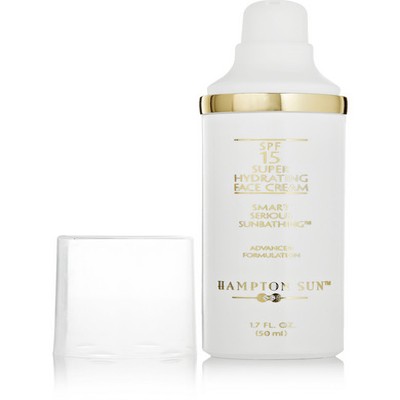 SPF
15
SUPER
HYDRATING
FACE CREAM
SMART
SERIOUS
SUNBATHING™
ADVANCED
FORMULATION
HAMPTON SUN™
1.7 FL. OZ.
(50 ml)